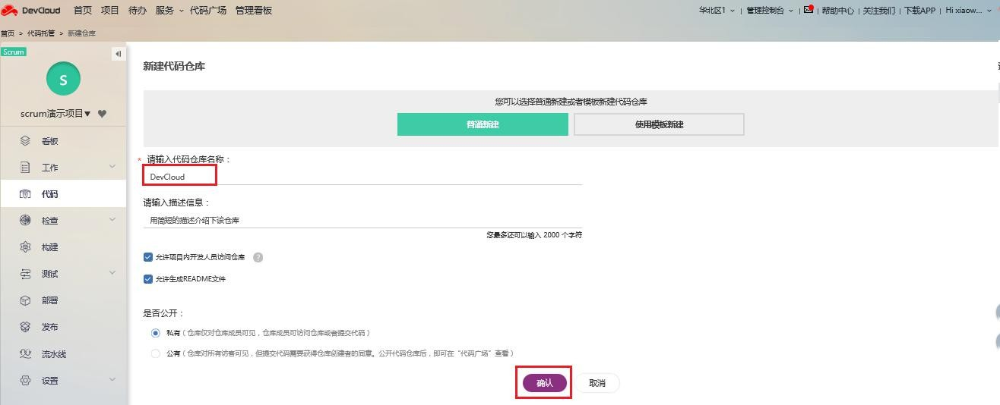 DevCloud 首页 项目 待办 服务 代码广场 管理看板 华北区1 | 管理控制台 | | 帮助中心 | 关注我们 | 下载APP | Hi xiaow...
首页 > 代码托管 > 新建仓库
Scrum
S
scrum演示项目
看板
工作
代码
检查
构建
测试
部署
发布
流水线
设置
新建代码仓库
您可以选择普通新建或者模板新建代码仓库
普通新建 使用模板新建
* 请输入代码仓库名称：
DevCloud
请输入描述信息：
用简短的描述介绍下该仓库
您最多还可以输入 2000 个字符
允许项目内开发人员访问仓库 ?
允许生成README文件
是否公开：
私有（仓库仅对仓库成员可见，仓库成员可访问仓库或者提交代码）
公有（仓库对所有访客可见，但提交代码需要获得仓库创建者的同意。公开代码仓库后，即可在“代码广场”查看）
确认 取消